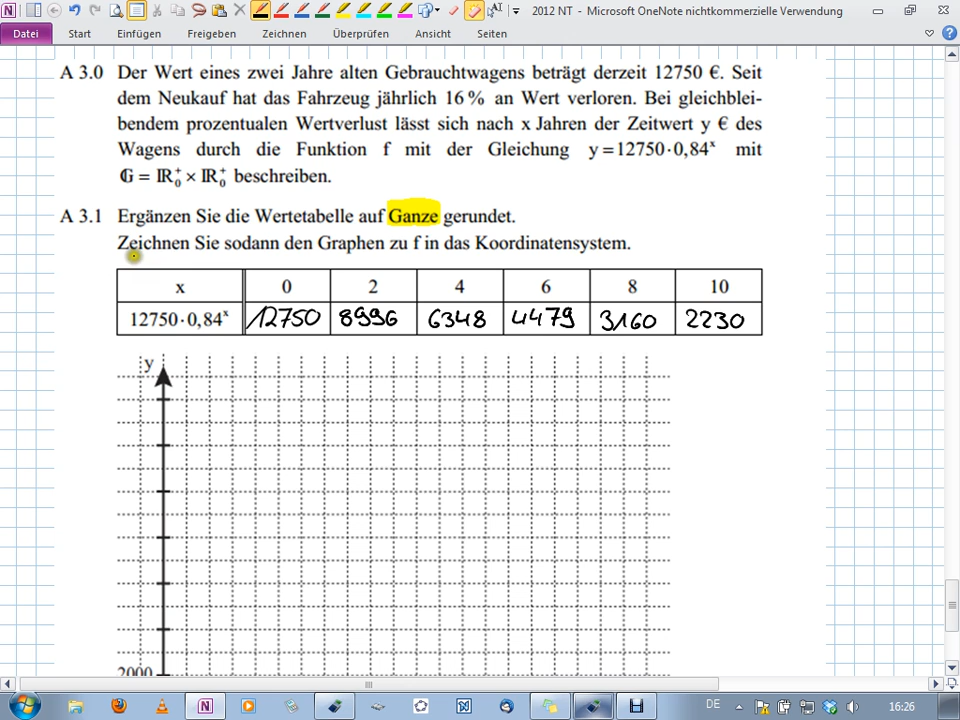 2012 NT - Microsoft OneNote nichtkommerzielle Verwendung
Datei Start Einfügen Freigeben Zeichnen Überprüfen Ansicht Seiten
A 3.0 Der Wert eines zwei Jahre alten Gebrauchtwagens beträgt derzeit 12750 €. Seit
dem Neukauf hat das Fahrzeug jährlich 16 % an Wert verloren. Bei gleichblei-
bendem prozentualen Wertverlust lässt sich nach x Jahren der Zeitwert y € des
Wagens durch die Funktion f mit der Gleichung y = 12750·0,84ˣ mit
𝔾 = ℝ₀⁺ × ℝ₀⁺ beschreiben.
A 3.1 Ergänzen Sie die Wertetabelle auf Ganze gerundet.
Zeichnen Sie sodann den Graphen zu f in das Koordinatensystem.
x 0 2 4 6 8 10
12750·0,84ˣ 12750 8996 6348 4479 3160 2230
y
2000
DE 16:26